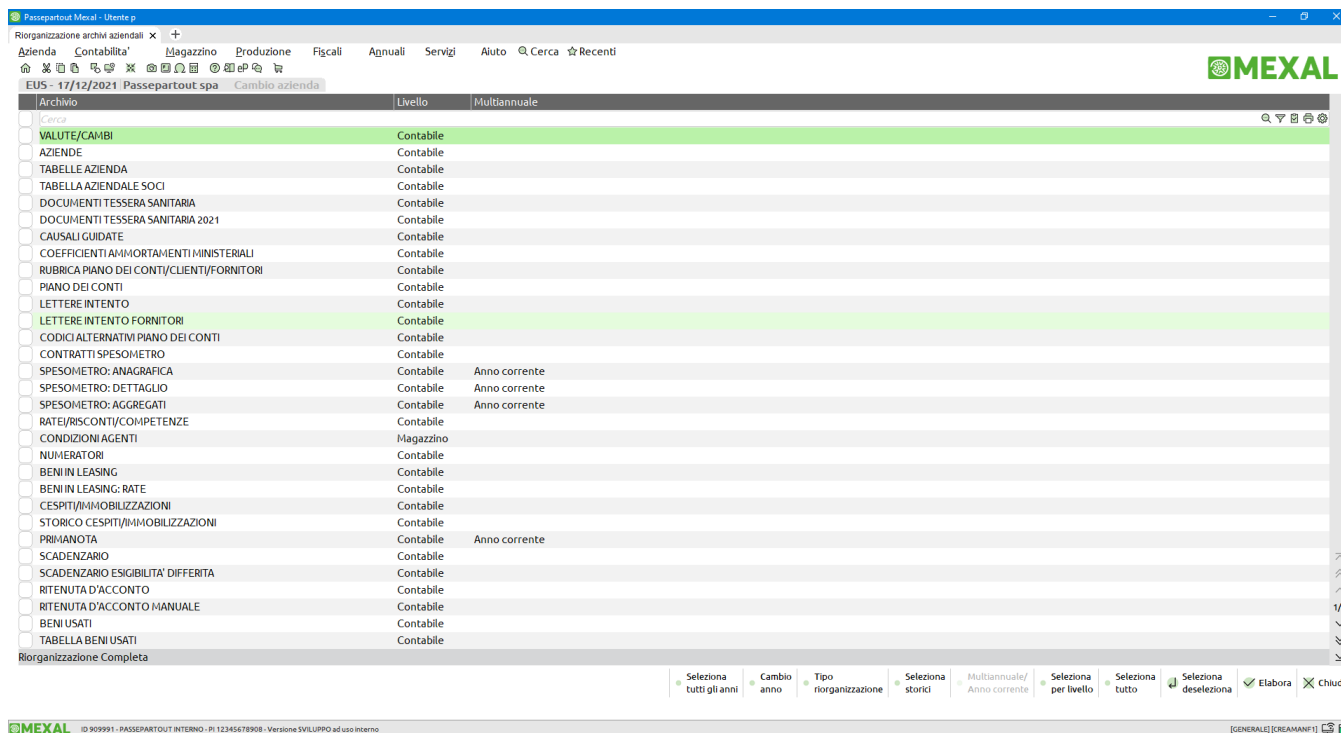 Passepartout Mexal - Utente p
Riorganizzazione archivi aziendali
Azienda Contabilita' Magazzino Produzione Fiscali Annuali Servizi Aiuto Cerca Recenti
MEXAL
EUS - 17/12/2021 Passepartout spa Cambio azienda
Archivio Livello Multiannuale
Cerca
VALUTE/CAMBI Contabile
AZIENDE Contabile
TABELLE AZIENDA Contabile
TABELLA AZIENDALE SOCI Contabile
DOCUMENTI TESSERA SANITARIA Contabile
DOCUMENTI TESSERA SANITARIA 2021 Contabile
CAUSALI GUIDATE Contabile
COEFFICIENTI AMMORTAMENTI MINISTERIALI Contabile
RUBRICA PIANO DEI CONTI/CLIENTI/FORNITORI Contabile
PIANO DEI CONTI Contabile
LETTERE INTENTO Contabile
LETTERE INTENTO FORNITORI Contabile
CODICI ALTERNATIVI PIANO DEI CONTI Contabile
CONTRATTI SPESOMETRO Contabile
SPESOMETRO: ANAGRAFICA Contabile Anno corrente
SPESOMETRO: DETTAGLIO Contabile Anno corrente
SPESOMETRO: AGGREGATI Contabile Anno corrente
RATEI/RISCONTI/COMPETENZE Contabile
CONDIZIONI AGENTI Magazzino
NUMERATORI Contabile
BENI IN LEASING Contabile
BENI IN LEASING: RATE Contabile
CESPITI/IMMOBILIZZAZIONI Contabile
STORICO CESPITI/IMMOBILIZZAZIONI Contabile
PRIMANOTA Contabile Anno corrente
SCADENZARIO Contabile
SCADENZARIO ESIGIBILITA' DIFFERITA Contabile
RITENUTA D'ACCONTO Contabile
RITENUTA D'ACCONTO MANUALE Contabile
1/
BENI USATI Contabile
TABELLA BENI USATI Contabile
Riorganizzazione Completa
Seleziona tutti gli anni
Cambio anno
Tipo riorganizzazione
Seleziona storici
Multiannuale/ Anno corrente
Seleziona per livello
Seleziona tutto
Seleziona deseleziona
Elabora
Chiud
MEXAL ID 909991 - PASSEPARTOUT INTERNO - PI 12345678908 - Versione SVILUPPO ad uso interno [GENERALE] [CREAMANF1]